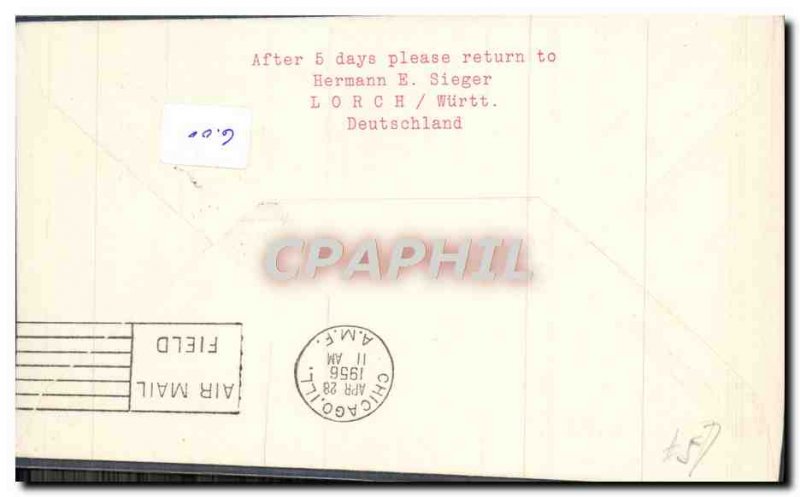 After 5 days please return to
Hermann E. Sieger
L O R C H / Württ.
Deutschland
6.00
CPAPHIL
AIR MAIL
FIELD
CHICAGO, ILL.
APR 28
11 AM
1956
A.M.F.